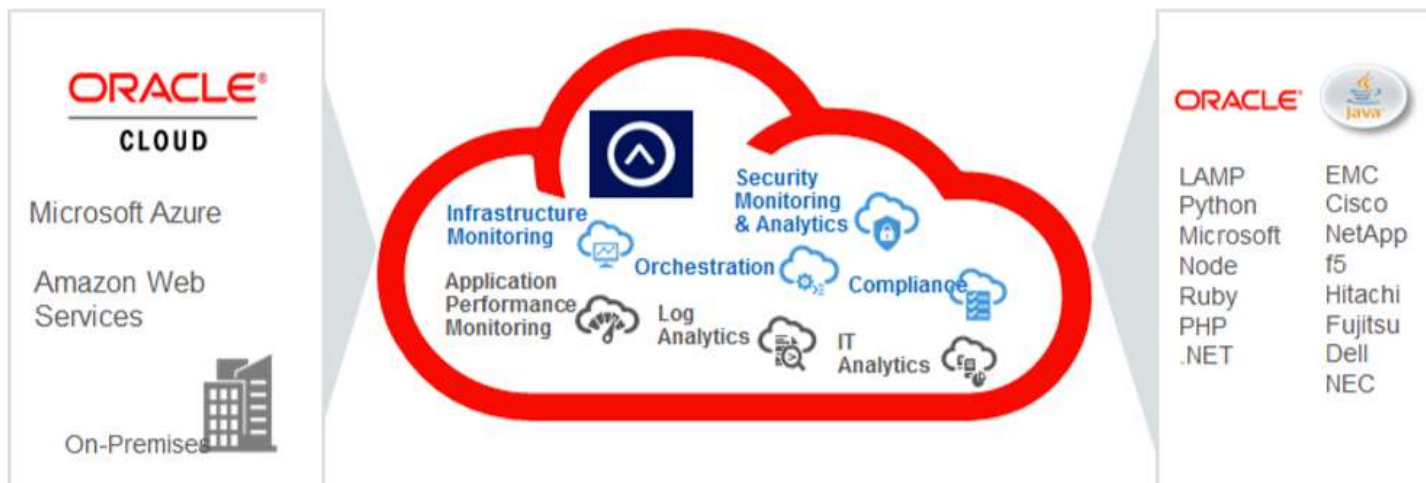 ORACLE®
CLOUD
Microsoft Azure
Amazon Web
Services
On-Premises
Infrastructure
Monitoring
Security
Monitoring
& Analytics
Orchestration
Compliance
Application
Performance
Monitoring
Log
Analytics
IT
Analytics
ORACLE®
Java
LAMP
Python
Microsoft
Node
Ruby
PHP
.NET
EMC
Cisco
NetApp
f5
Hitachi
Fujitsu
Dell
NEC